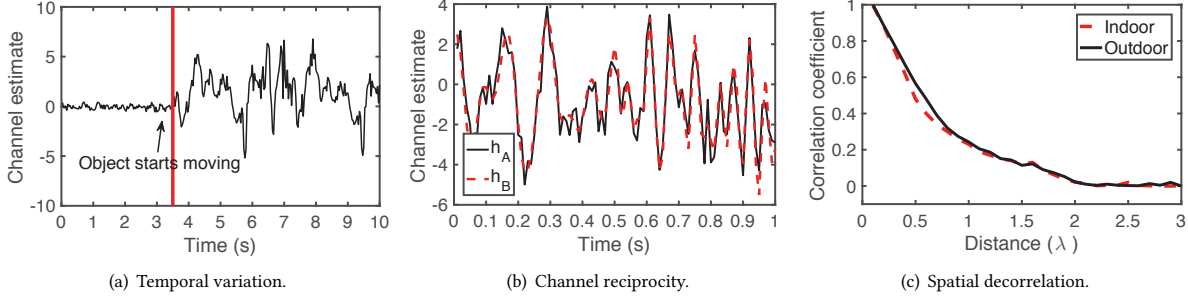 10
5
0
-5
-10
Channel estimate
Object starts moving
0 1 2 3 4 5 6 7 8 9 10
Time (s)
(a) Temporal variation.
4
2
0
-2
-4
-6
Channel estimate
h_A
h_B
0 0.1 0.2 0.3 0.4 0.5 0.6 0.7 0.8 0.9 1
Time (s)
(b) Channel reciprocity.
1
0.8
0.6
0.4
0.2
0
Correlation coefficient
Indoor
Outdoor
0 0.5 1 1.5 2 2.5 3
Distance (λ)
(c) Spatial decorrelation.